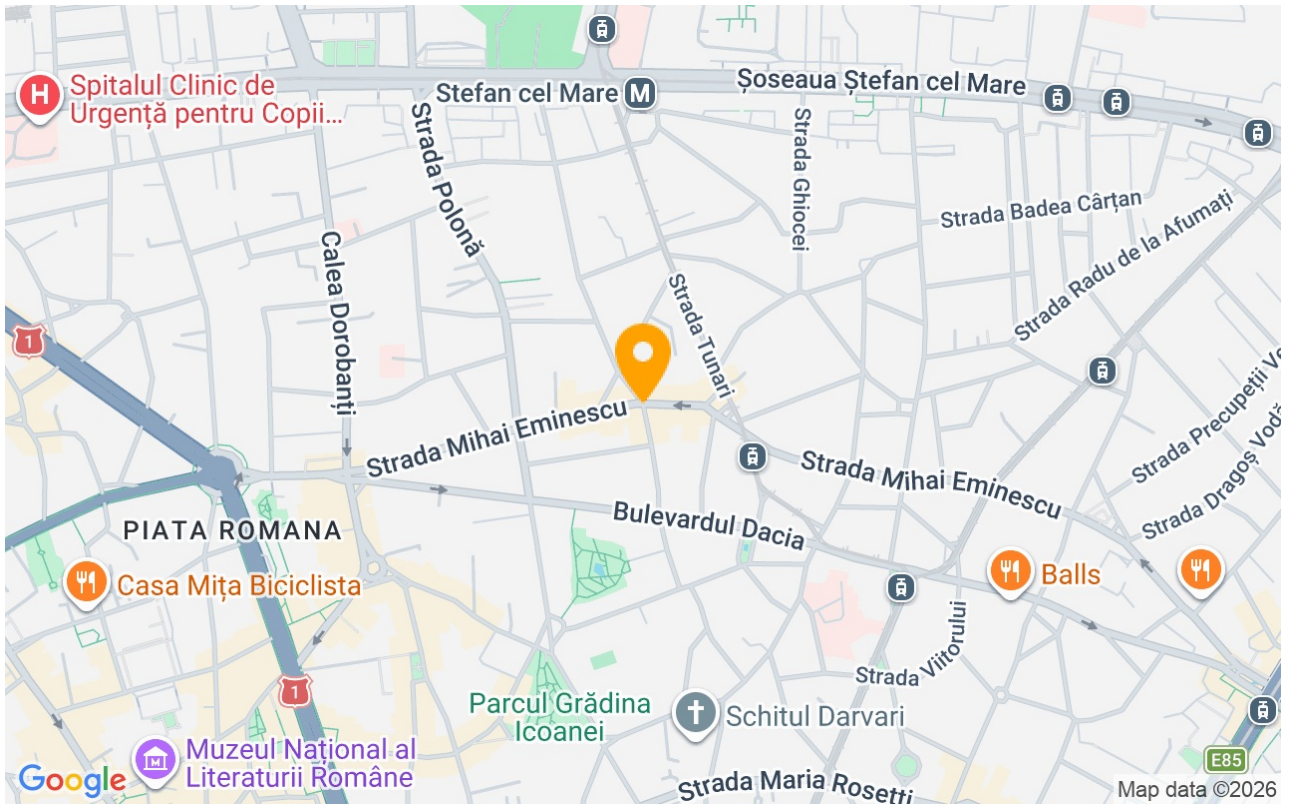 Spitalul Clinic de
Urgență pentru Copii...
H
Stefan cel Mare
M
Șoseaua Ștefan cel Mare
Strada Polonă
Strada Ghiocei
Strada Badea Cârțan
Strada Radu de la Afumați
Calea Dorobanți
Strada Tunari
1
Strada Mihai Eminescu
Strada Mihai Eminescu
Strada Precupeții Ve
Strada Dragoș Vodă
PIATA ROMANA
Bulevardul Dacia
Casa Mița Biciclista
Balls
Strada Viitorului
1
Parcul Grădina
Icoanei
Schitul Darvari
Muzeul Național al
Literaturii Române
E85
Strada Maria Rosetti
Google
Map data ©2026